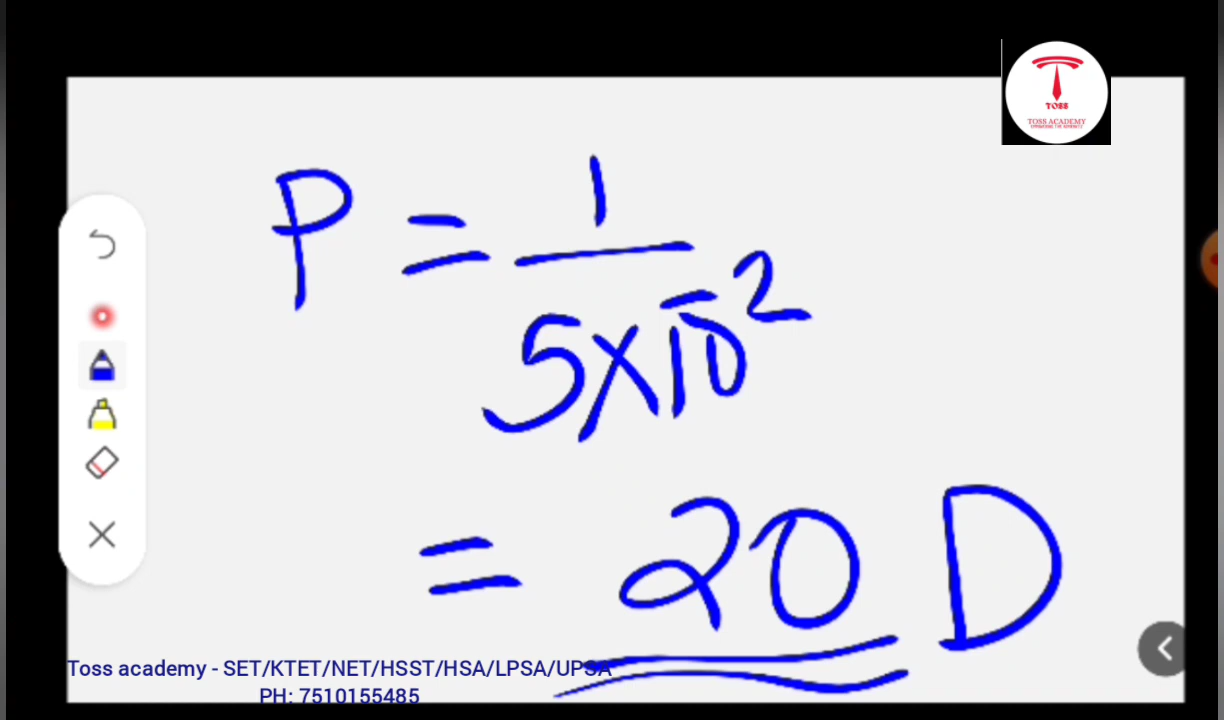 TOSS
TOSS ACADEMY
P = 1
5×10⁻²
= 20 D
Toss academy - SET/KTET/NET/HSST/HSA/LPSA/UPSA
PH: 7510155485